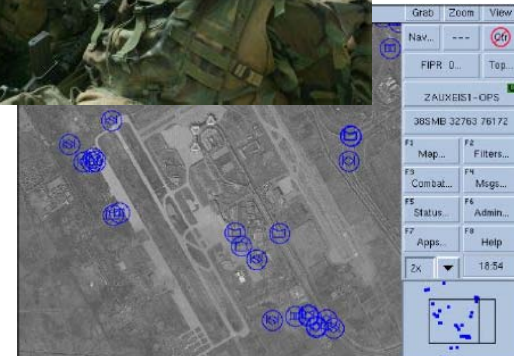 Grab Zoom View
Nav... --- Ctr
FIPR 0... Top...
ZAUXEIS1-OPS
38SMB 32763 76172
F1 Map... F2 Filters...
F3 Combat... F4 Msgs...
F5 Status... F6 Admin...
F7 Apps... F8 Help
2x 18:54